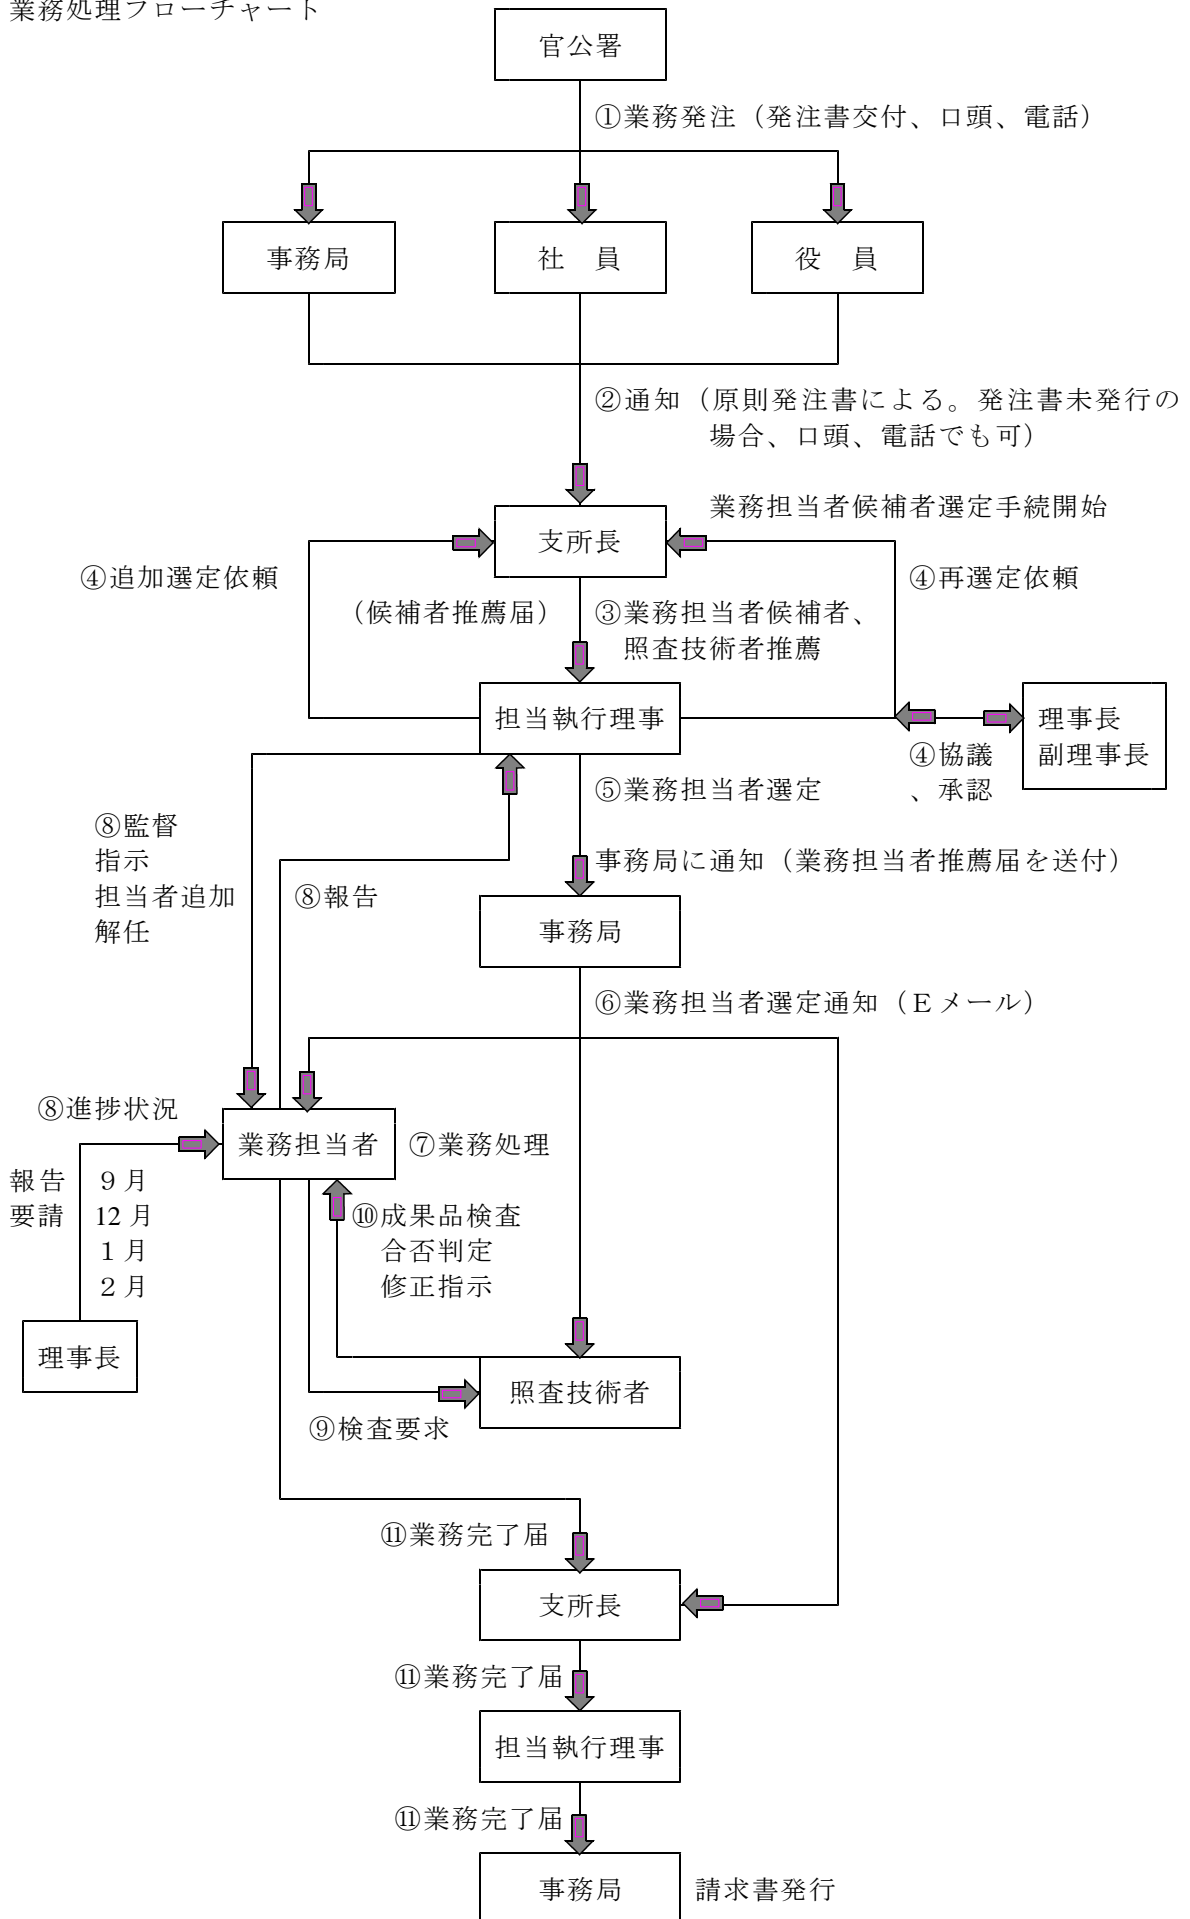 業務処理フローチャート
官公署
①業務発注（発注書交付、口頭、電話）
事務局
社　員
役　員
②通知（原則発注書による。発注書未発行の
場合、口頭、電話でも可）
業務担当者候補者選定手続開始
支所長
④追加選定依頼
④再選定依頼
（候補者推薦届）
③業務担当者候補者、
照査技術者推薦
担当執行理事
理事長
副理事長
④協議
、承認
⑤業務担当者選定
⑧監督
指示
担当者追加
解任
⑧報告
事務局に通知（業務担当者推薦届を送付）
事務局
⑥業務担当者選定通知（Ｅメール）
⑧進捗状況
業務担当者
⑦業務処理
報告
要請
９月
12月
１月
２月
⑩成果品検査
合否判定
修正指示
理事長
照査技術者
⑨検査要求
⑪業務完了届
支所長
⑪業務完了届
担当執行理事
⑪業務完了届
事務局
請求書発行